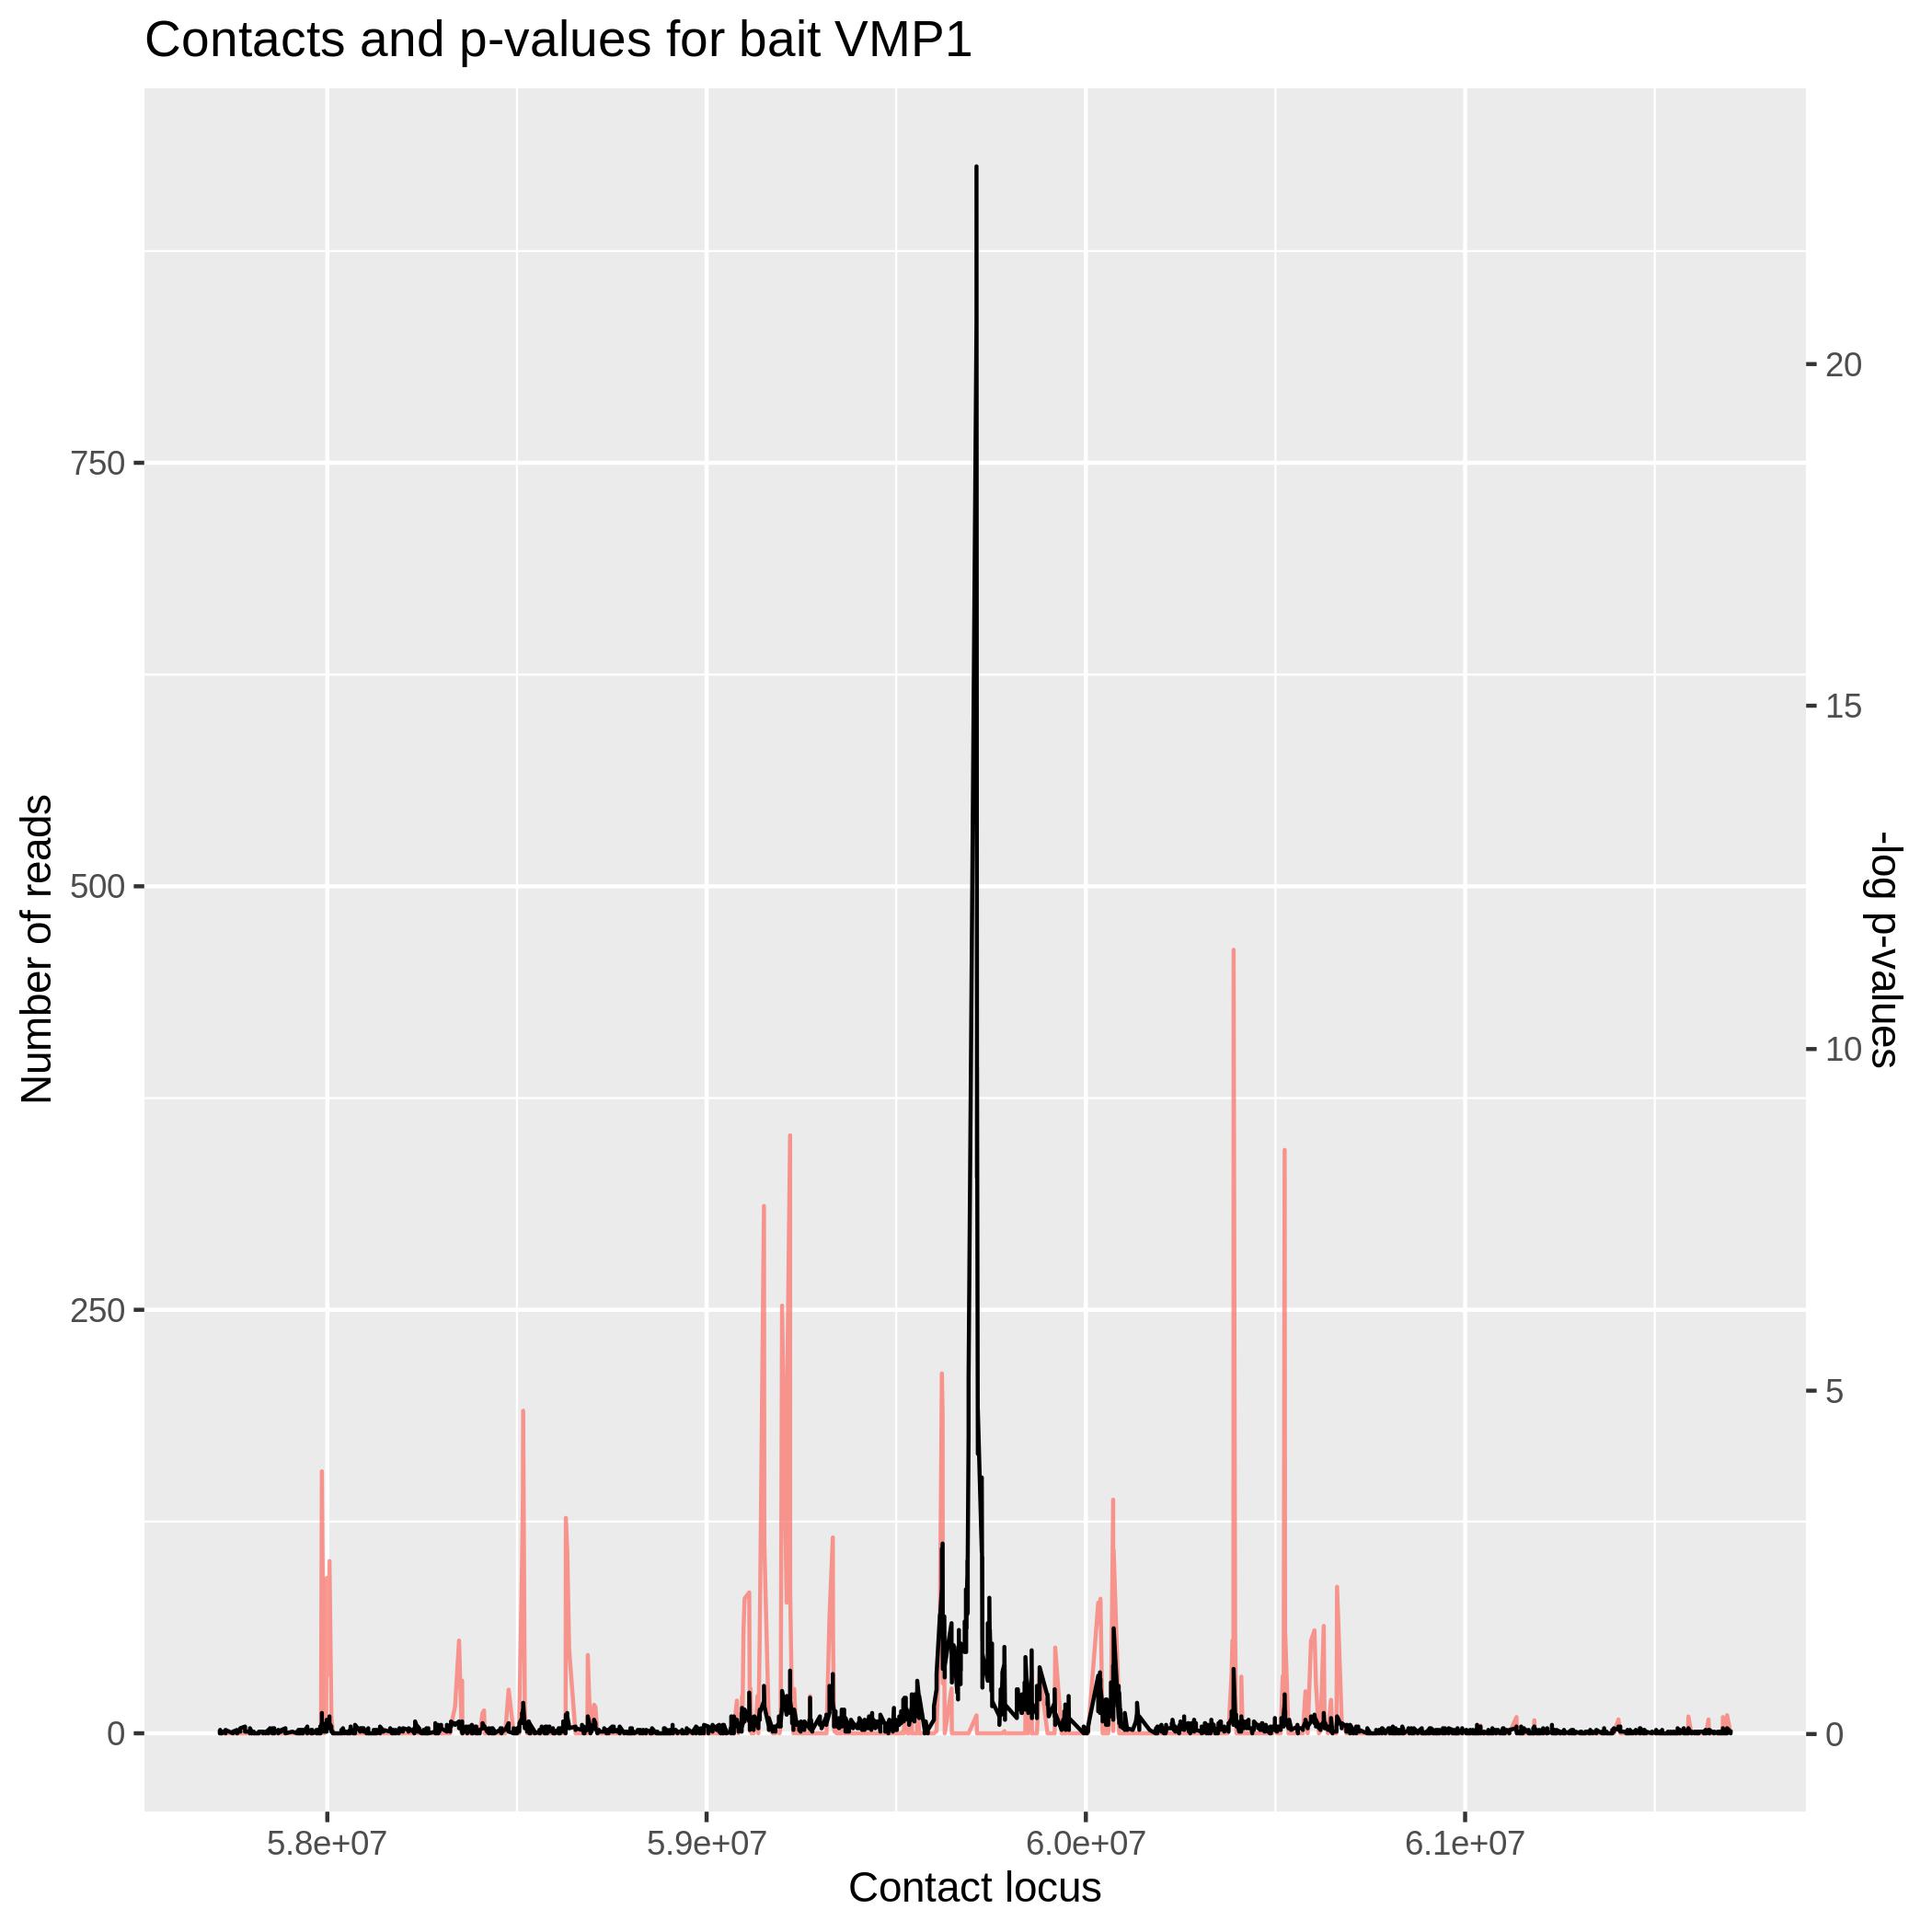 Contacts and p-values for bait VMP1
Number of reads
750
500
250
0
20
15
10
5
0
-log p-values
5.8e+07
5.9e+07
6.0e+07
6.1e+07
Contact locus